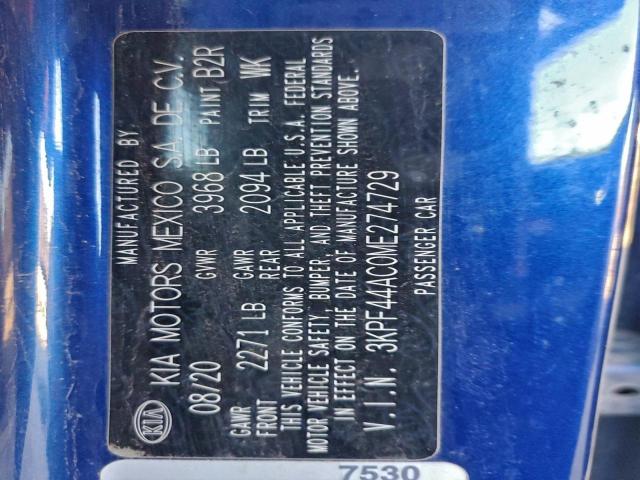 MANUFACTURED BY
KIA KIA MOTORS MEXICO S.A. DE C.V.
08/20 GVWR 3968 LB PAINT B2R
GAWR FRONT 2271 LB GAWR REAR 2094 LB TRIM WK
THIS VEHICLE CONFORMS TO ALL APPLICABLE U.S.A. FEDERAL
MOTOR VEHICLE SAFETY, BUMPER, AND THEFT PREVENTION STANDARDS
IN EFFECT ON THE DATE OF MANUFACTURE SHOWN ABOVE.
V.I.N. 3KPF44AC0ME274729
PASSENGER CAR
7530